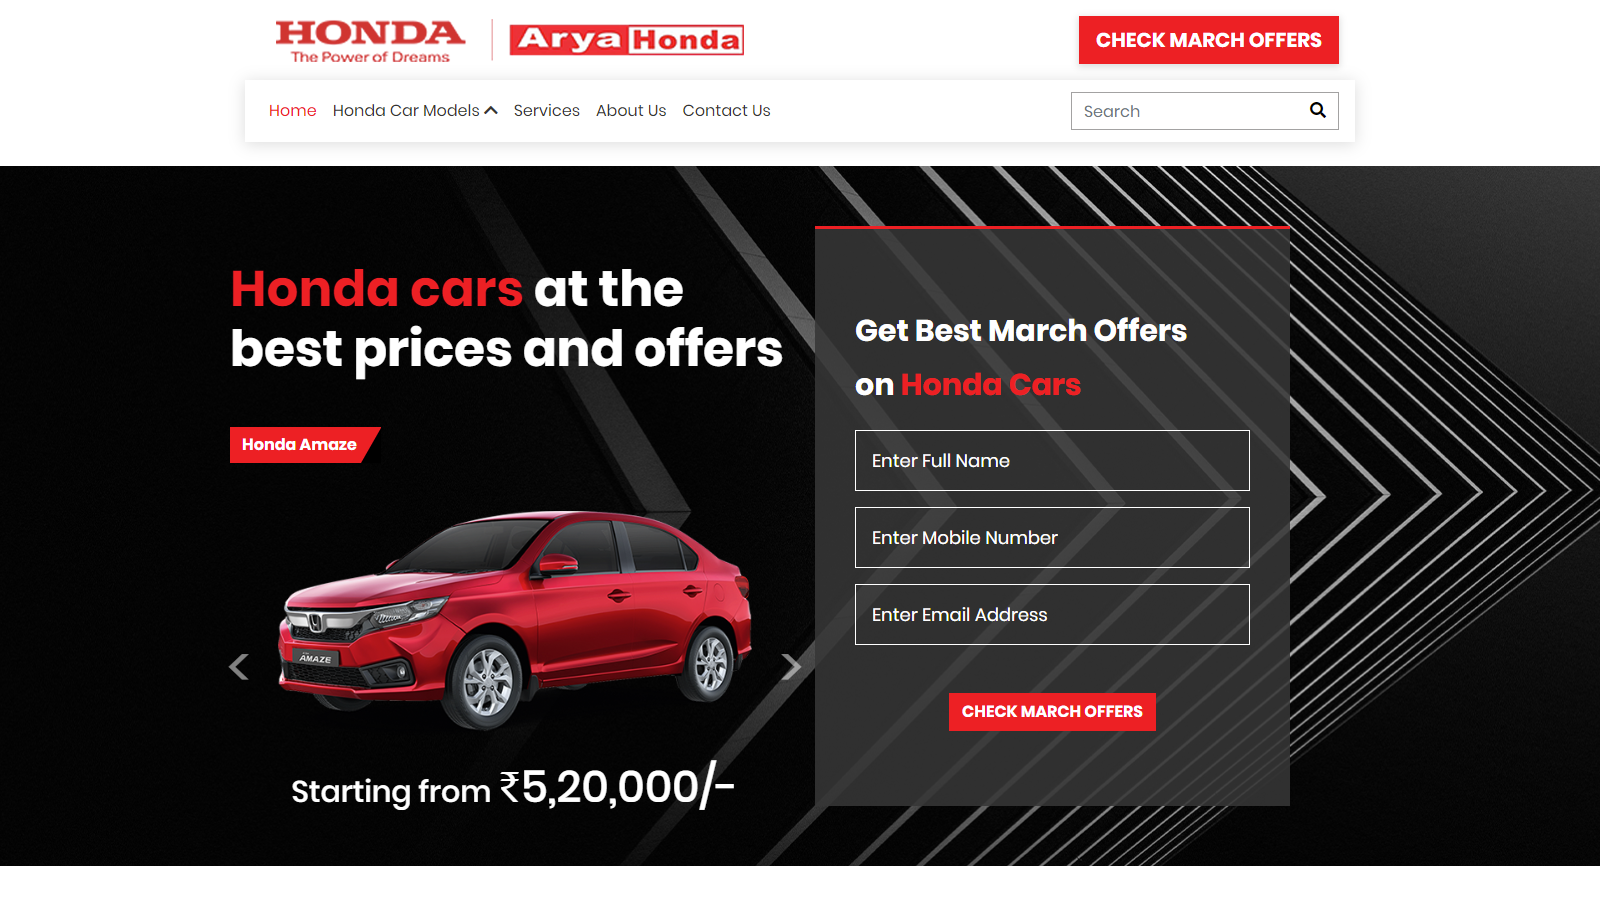 HONDA
The Power of Dreams
Arya Honda
CHECK MARCH OFFERS
Home
Honda Car Models
Services
About Us
Contact Us
Search
Honda cars at the
best prices and offers
Honda Amaze
AMAZE
Starting from ₹5,20,000/-
Get Best March Offers
on Honda Cars
Enter Full Name
Enter Mobile Number
Enter Email Address
CHECK MARCH OFFERS